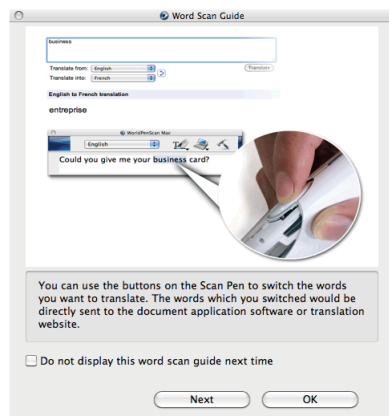 Word Scan Guide
business
Translate from: English
Translate into: French
Translate
English to French translation
entreprise
WorldPenScan Mac
English
Could you give me your business card?
You can use the buttons on the Scan Pen to switch the words
you want to translate. The words which you switched would be
directly sent to the document application software or translation
website.
Do not display this word scan guide next time
Next
OK